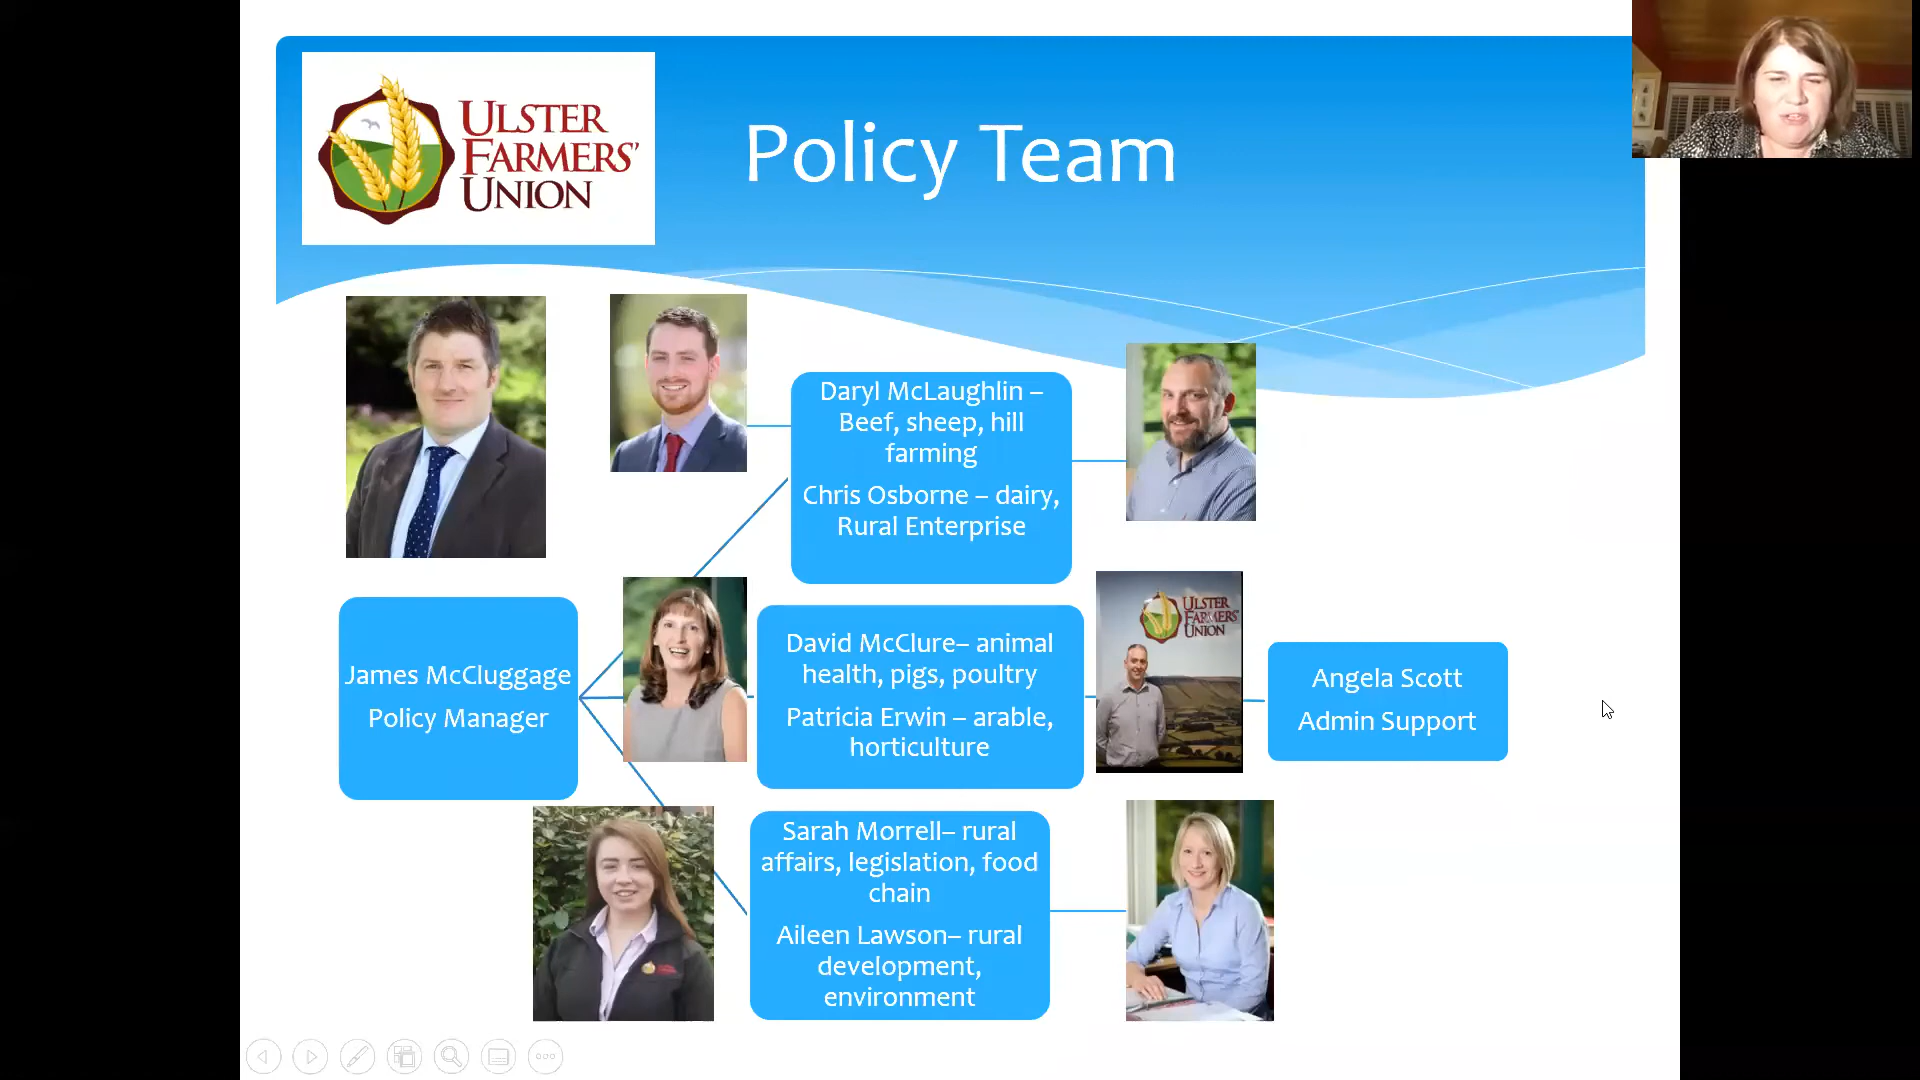 ULSTER
FARMERS'
UNION
Policy Team
Daryl McLaughlin –
Beef, sheep, hill
farming
Chris Osborne – dairy,
Rural Enterprise
James McCluggage
Policy Manager
David McClure– animal
health, pigs, poultry
Patricia Erwin – arable,
horticulture
ULSTER
FARMERS'
UNION
Angela Scott
Admin Support
Sarah Morrell– rural
affairs, legislation, food
chain
Aileen Lawson– rural
development,
environment